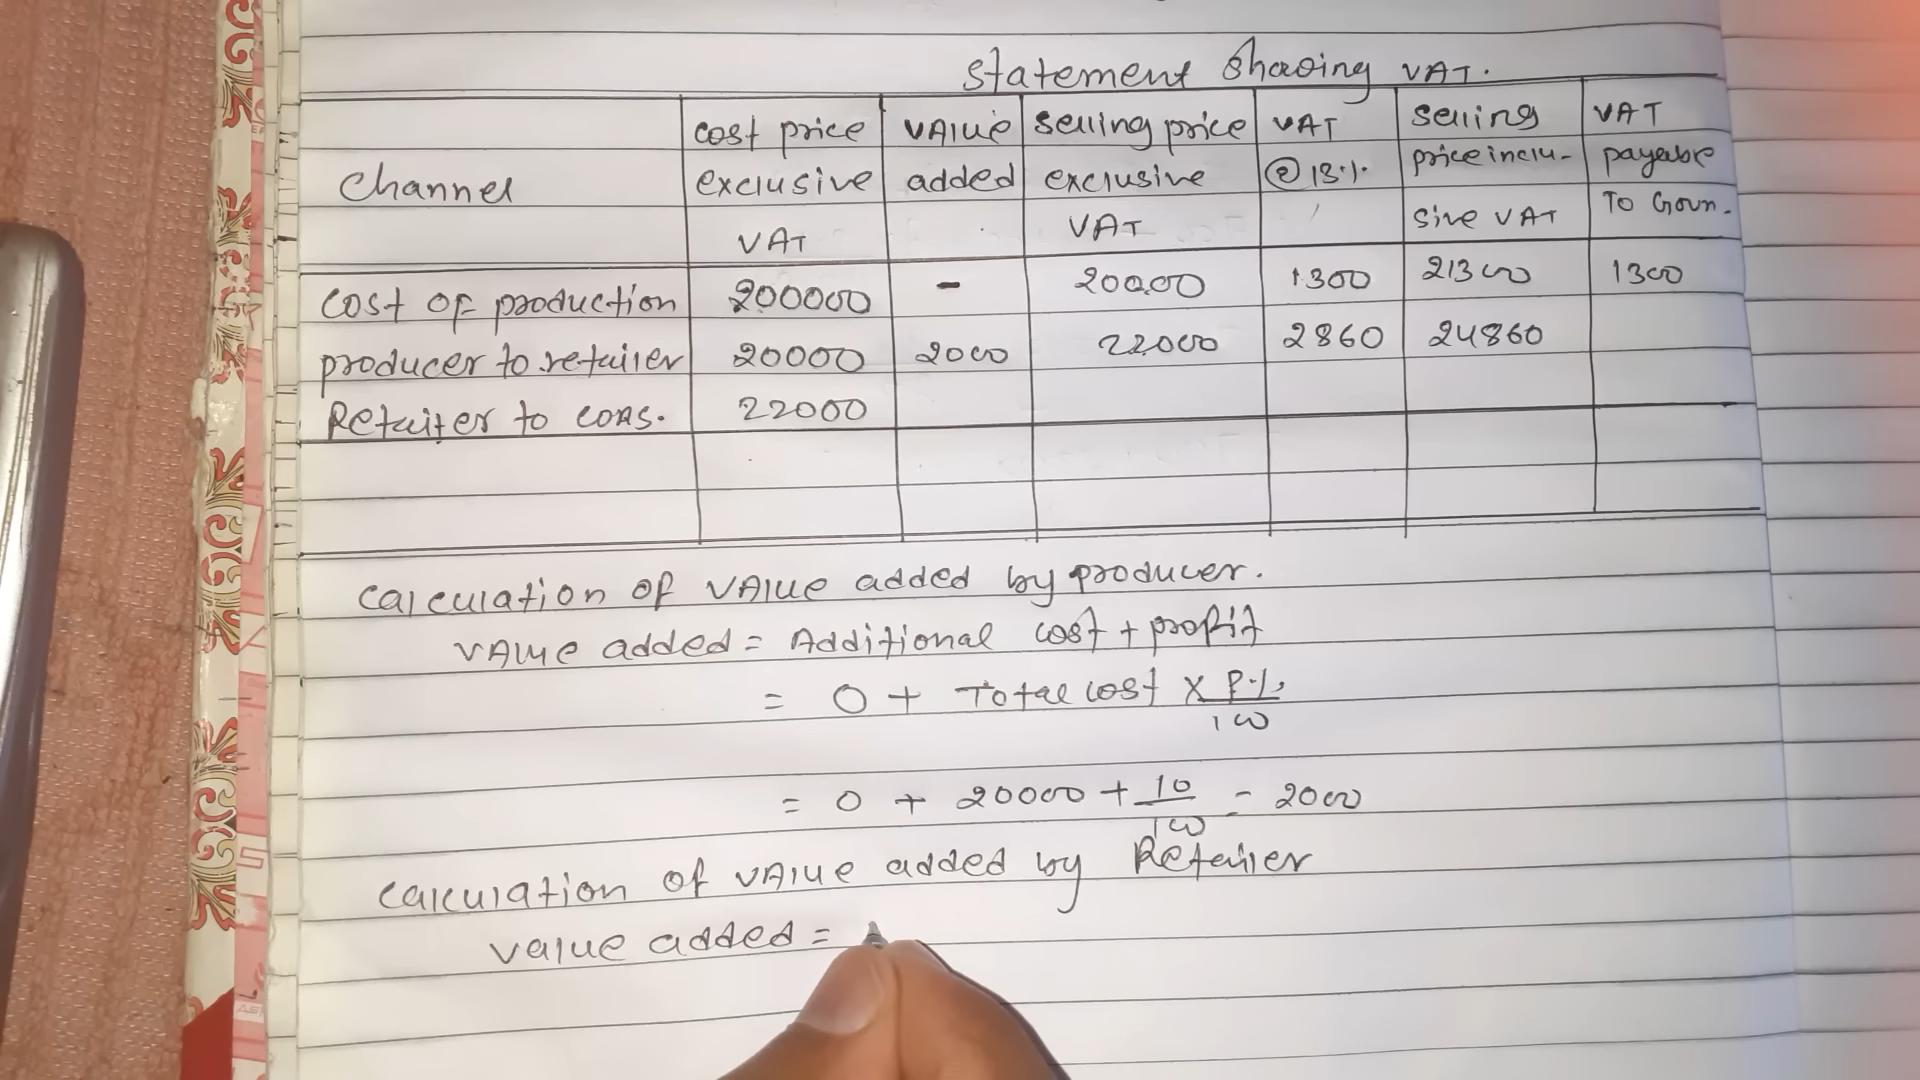 Statement Shaoing VAT.
Channel | cost price exclusive VAT | VAlue added | selling price exclusive VAT | VAT @ 13% | selling price inclu-sive VAT | VAT payable To Govn.
cost of production | 200000 | - | 20000 | 1300 | 21300 | 1300
producer to retailer | 20000 | 2000 | 22000 | 2860 | 24860
Retailer to cons. | 22000
calculation of VAlue added by producer.
VAlue added = Additional cost + profit
= 0 + Total cost X P%/100
= 0 + 20000 + 10/100 - 2000
calculation of VAlue added by Retailer
value added =